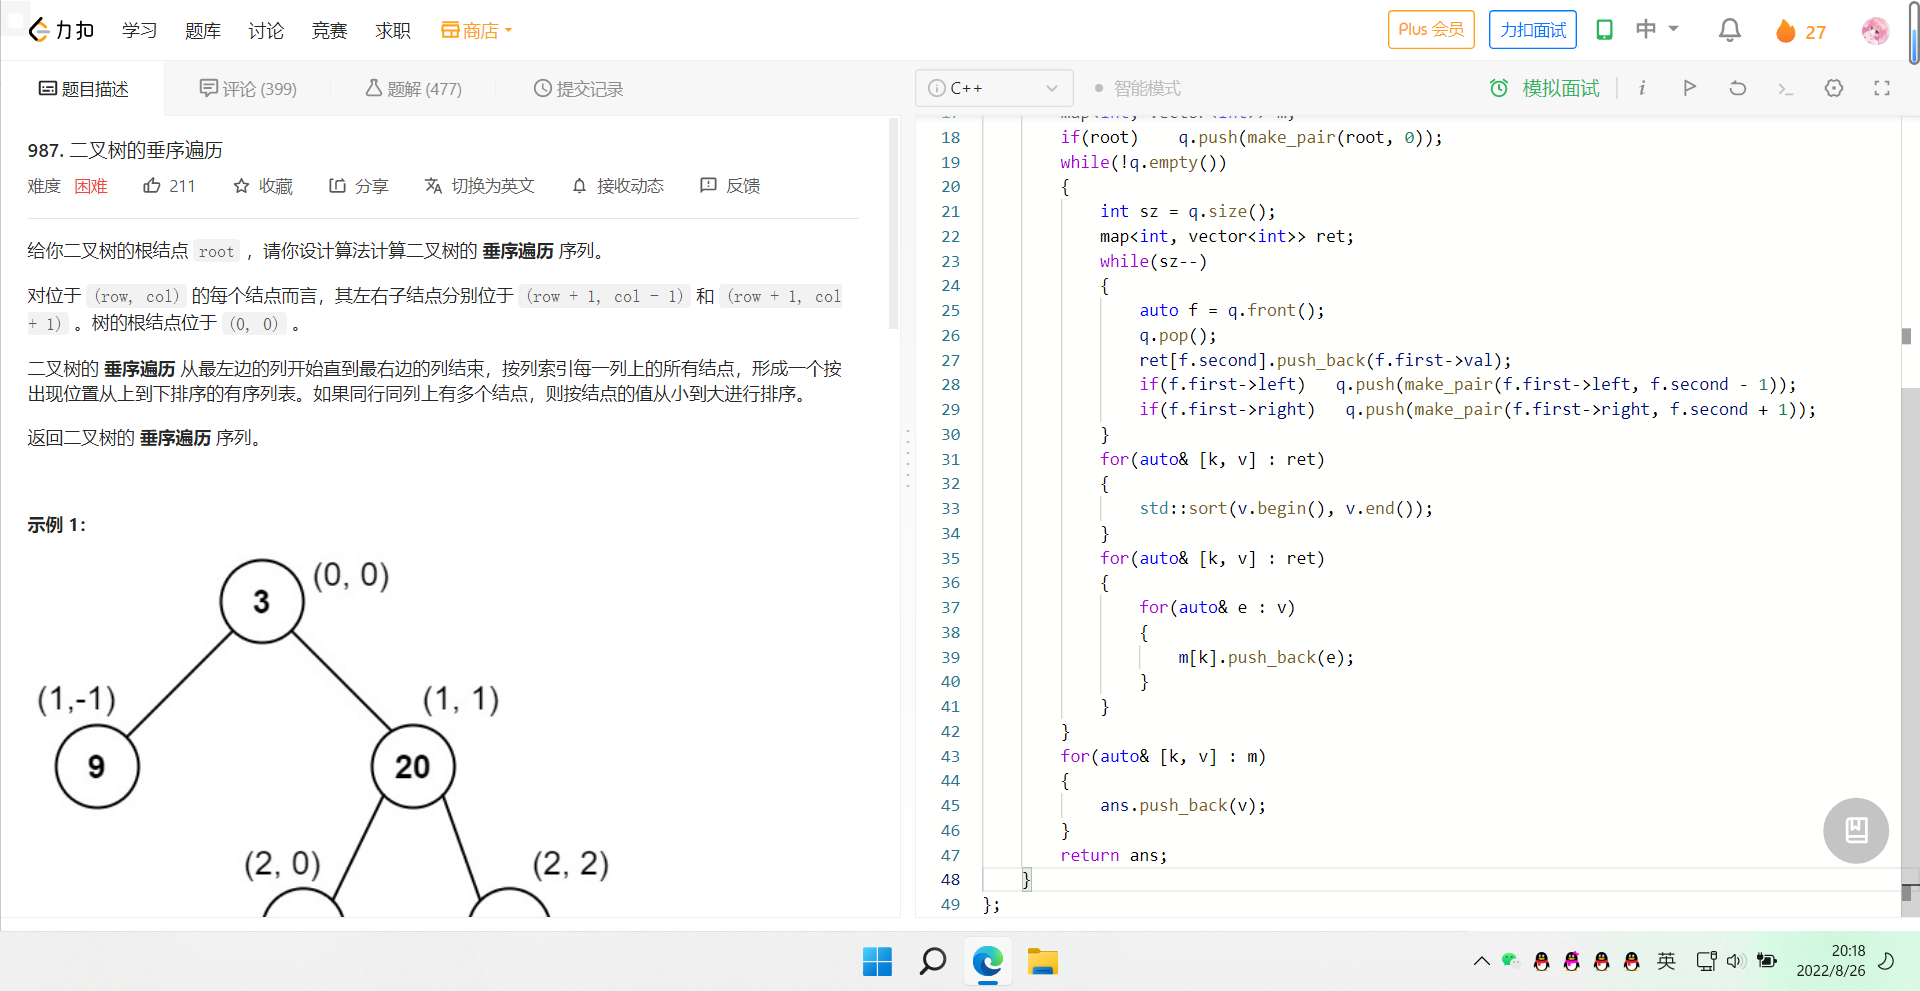 力扣 学习 题库 讨论 竞赛 求职 商店 Plus 会员 力扣面试 中 27
题目描述 评论 (399) 题解 (477) 提交记录 i C++ 智能模式 模拟面试 i
987. 二叉树的垂序遍历
难度 困难 211 收藏 分享 切换为英文 接收动态 反馈
给你二叉树的根结点 root ，请你设计算法计算二叉树的 垂序遍历 序列。
对位于 (row, col) 的每个结点而言，其左右子结点分别位于 (row + 1, col - 1) 和 (row + 1, col
+ 1) 。树的根结点位于 (0, 0) 。
二叉树的 垂序遍历 从最左边的列开始直到最右边的列结束，按列索引每一列上的所有结点，形成一个按
出现位置从上到下排序的有序列表。如果同行同列上有多个结点，则按结点的值从小到大进行排序。
返回二叉树的 垂序遍历 序列。
示例 1：
3 (0, 0)
(1,-1) (1, 1)
9 20
(2, 0) (2, 2)
18 if(root) q.push(make_pair(root, 0));
19 while(!q.empty())
20 {
21 int sz = q.size();
22 map<int, vector<int>> ret;
23 while(sz--)
24 {
25 auto f = q.front();
26 q.pop();
27 ret[f.second].push_back(f.first->val);
28 if(f.first->left) q.push(make_pair(f.first->left, f.second - 1));
29 if(f.first->right) q.push(make_pair(f.first->right, f.second + 1));
30 }
31 for(auto& [k, v] : ret)
32 {
33 std::sort(v.begin(), v.end());
34 }
35 for(auto& [k, v] : ret)
36 {
37 for(auto& e : v)
38 {
39 m[k].push_back(e);
40 }
41 }
42 }
43 for(auto& [k, v] : m)
44 {
45 ans.push_back(v);
46 }
47 return ans;
48 }
49 };
英 20:18
2022/8/26